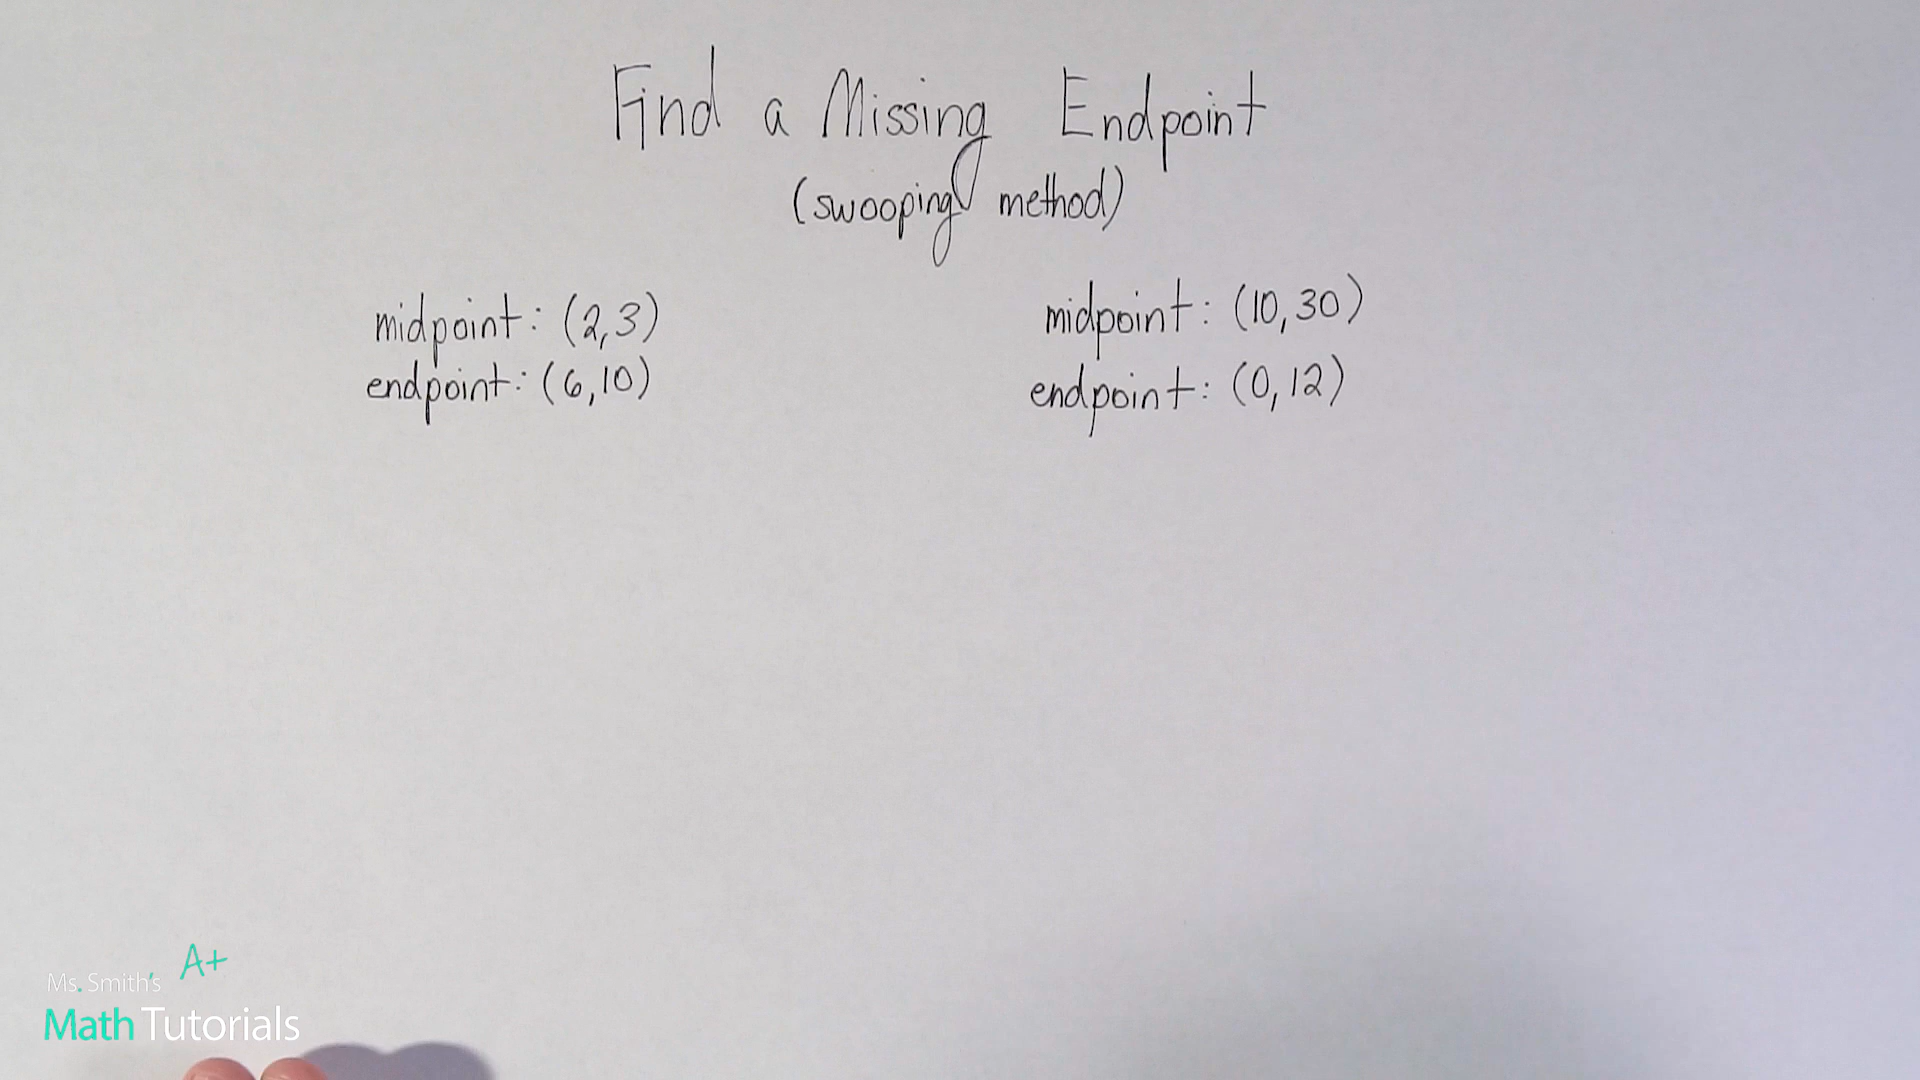 Find a Missing Endpoint
(swooping method)
midpoint: (2,3)
endpoint: (6,10)
midpoint: (10,30)
endpoint: (0,12)
A+
Ms. Smith's
Math Tutorials